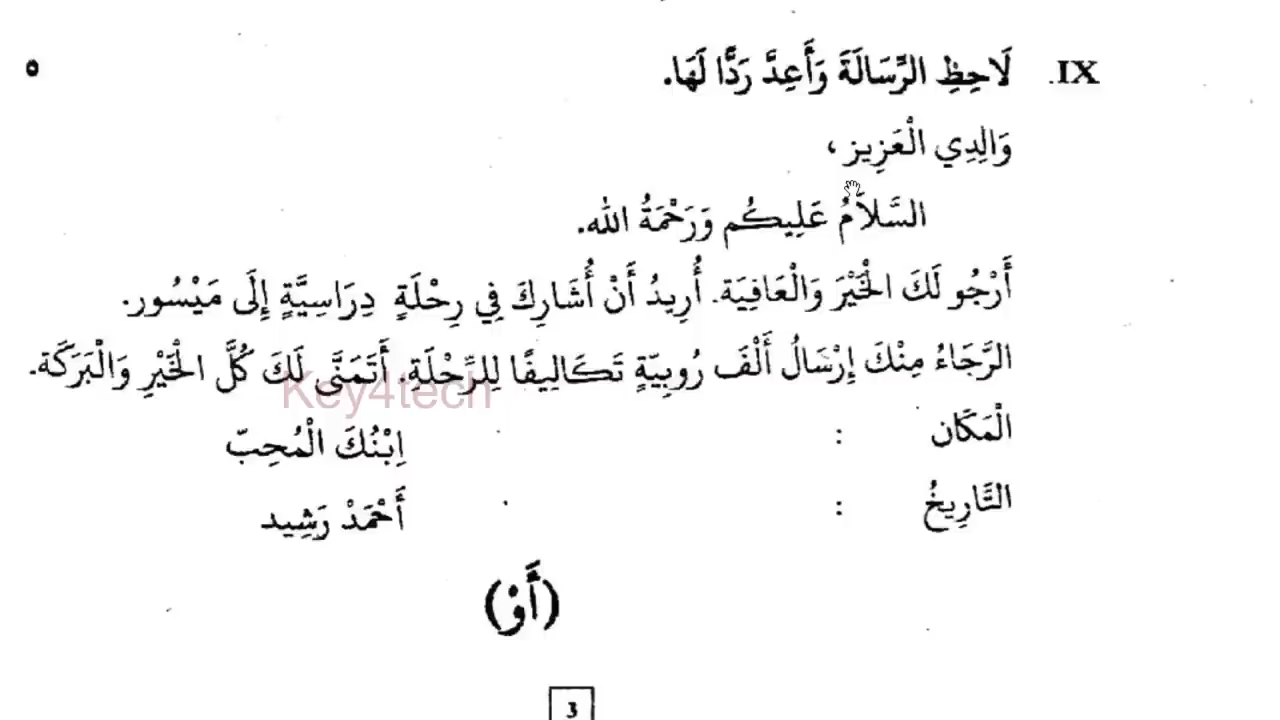 IX. لَاحِظِ الرِّسَالَةَ وَأَعِدَّ رَدًّا لَهَا. ٥
وَالِدِي الْعَزِيز ،
السَّلاَمُ عَلَيكُم وَرَحْمَةُ الله.
أَرْجُو لَكَ الْخَيْرَ وَالْعَافِيَة. أُرِيدُ أَنْ أُشَارِكَ فِي رِحْلَةٍ دِرَاسِيَّةٍ إِلَى مَيْسُور.
الرَّجَاءُ مِنْكَ إِرْسَالُ أَلْفَ رُوبِيّةٍ تَكَالِيفًا لِلرِّحْلَةِ. أَتَمَنَّى لَكَ كُلَّ الْخَيْرِ وَالْبَرَكَة.
Key4tech
الْمَكَان : اِبْنُكَ الْمُحِبّ
التَّارِيخُ : أَحْمَدْ رَشِيد
(أَوْ)
3